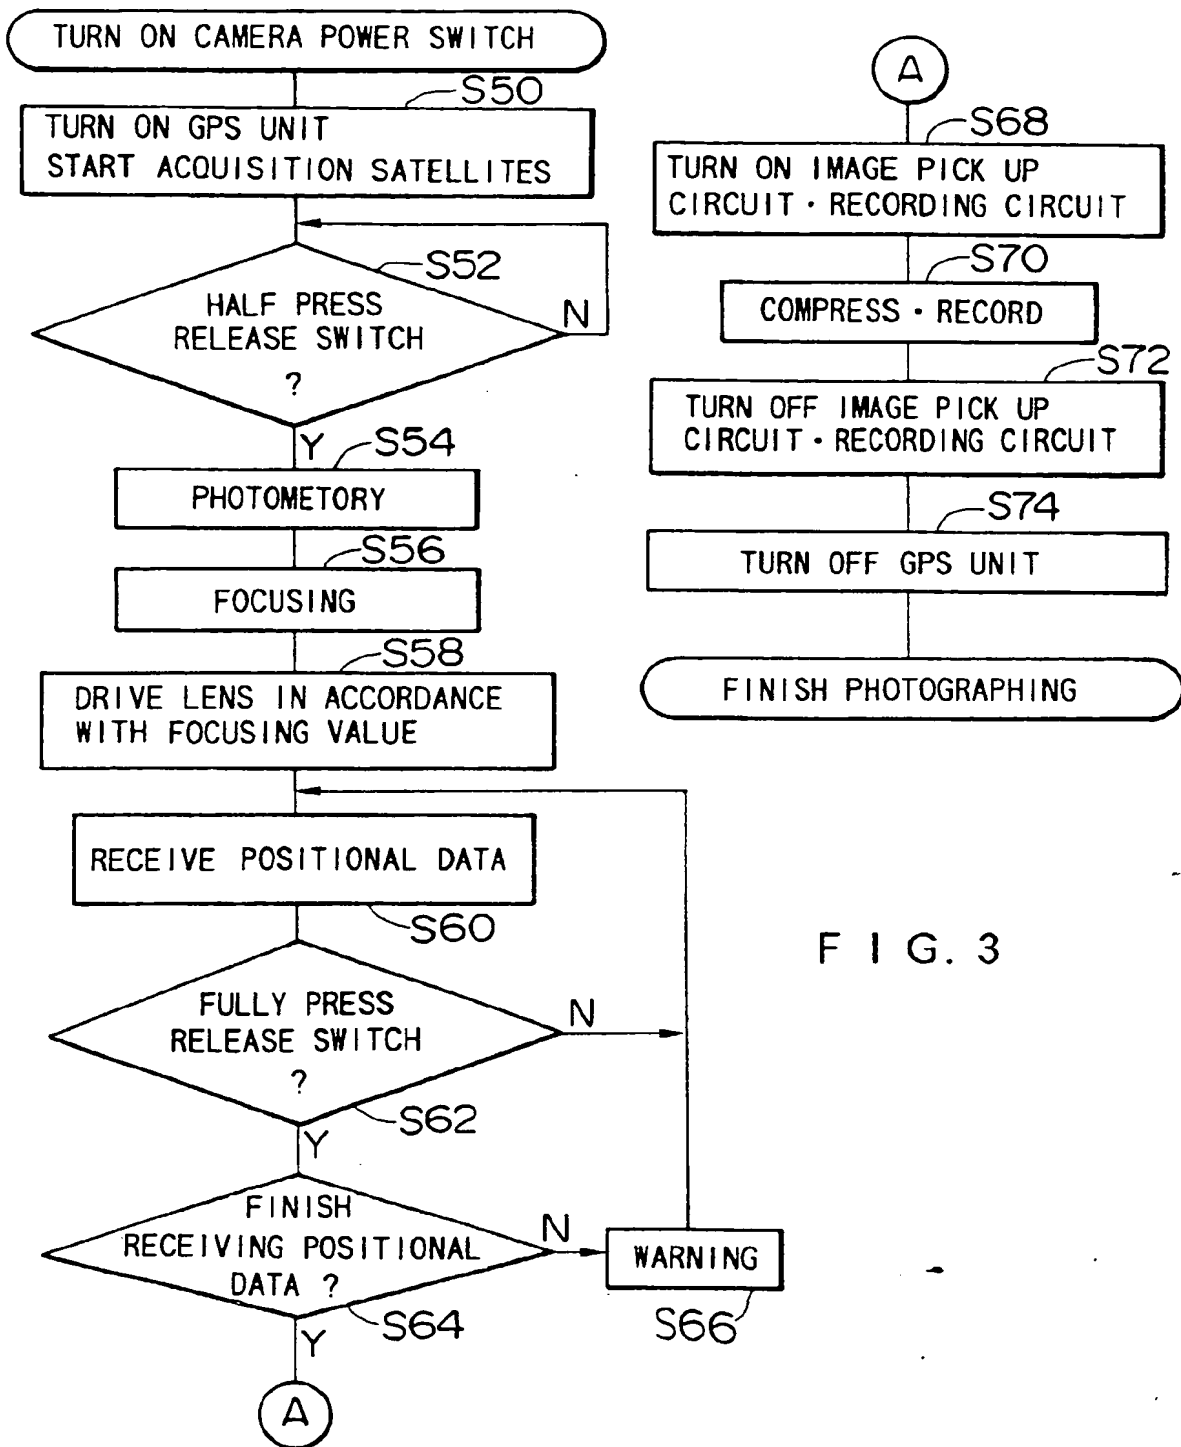 TURN ON CAMERA POWER SWITCH
S50
TURN ON GPS UNIT
START ACQUISITION SATELLITES
S52
HALF PRESS
RELEASE SWITCH
?
N
Y
S54
PHOTOMETORY
S56
FOCUSING
S58
DRIVE LENS IN ACCORDANCE
WITH FOCUSING VALUE
RECEIVE POSITIONAL DATA
S60
FULLY PRESS
RELEASE SWITCH
?
N
S62
Y
FINISH
RECEIVING POSITIONAL
DATA ?
N
WARNING
S66
S64
Y
A
A
S68
TURN ON IMAGE PICK UP
CIRCUIT・RECORDING CIRCUIT
S70
COMPRESS・RECORD
S72
TURN OFF IMAGE PICK UP
CIRCUIT・RECORDING CIRCUIT
S74
TURN OFF GPS UNIT
FINISH PHOTOGRAPHING
FIG. 3